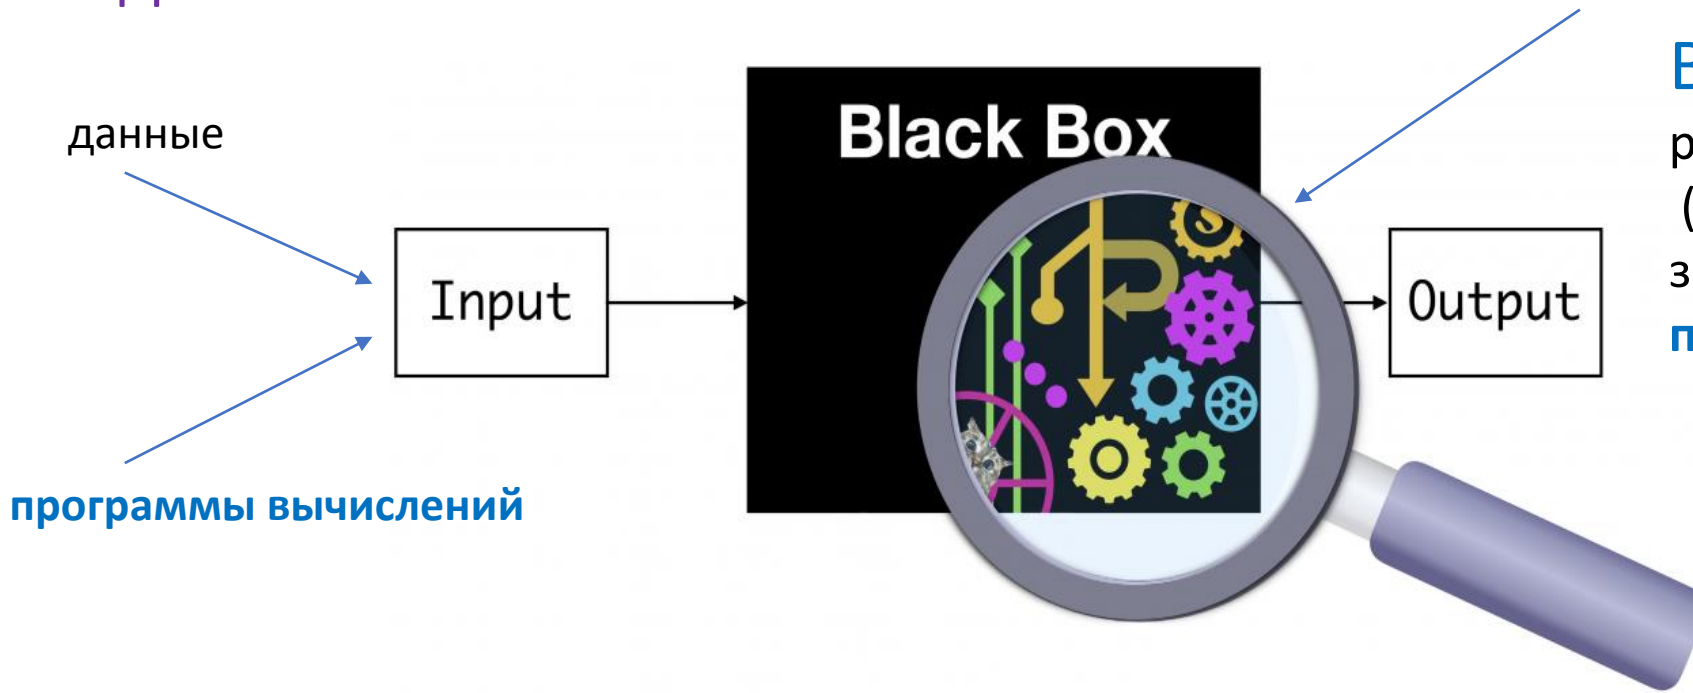 данные
Black Box
Input
Output
программы вычислений